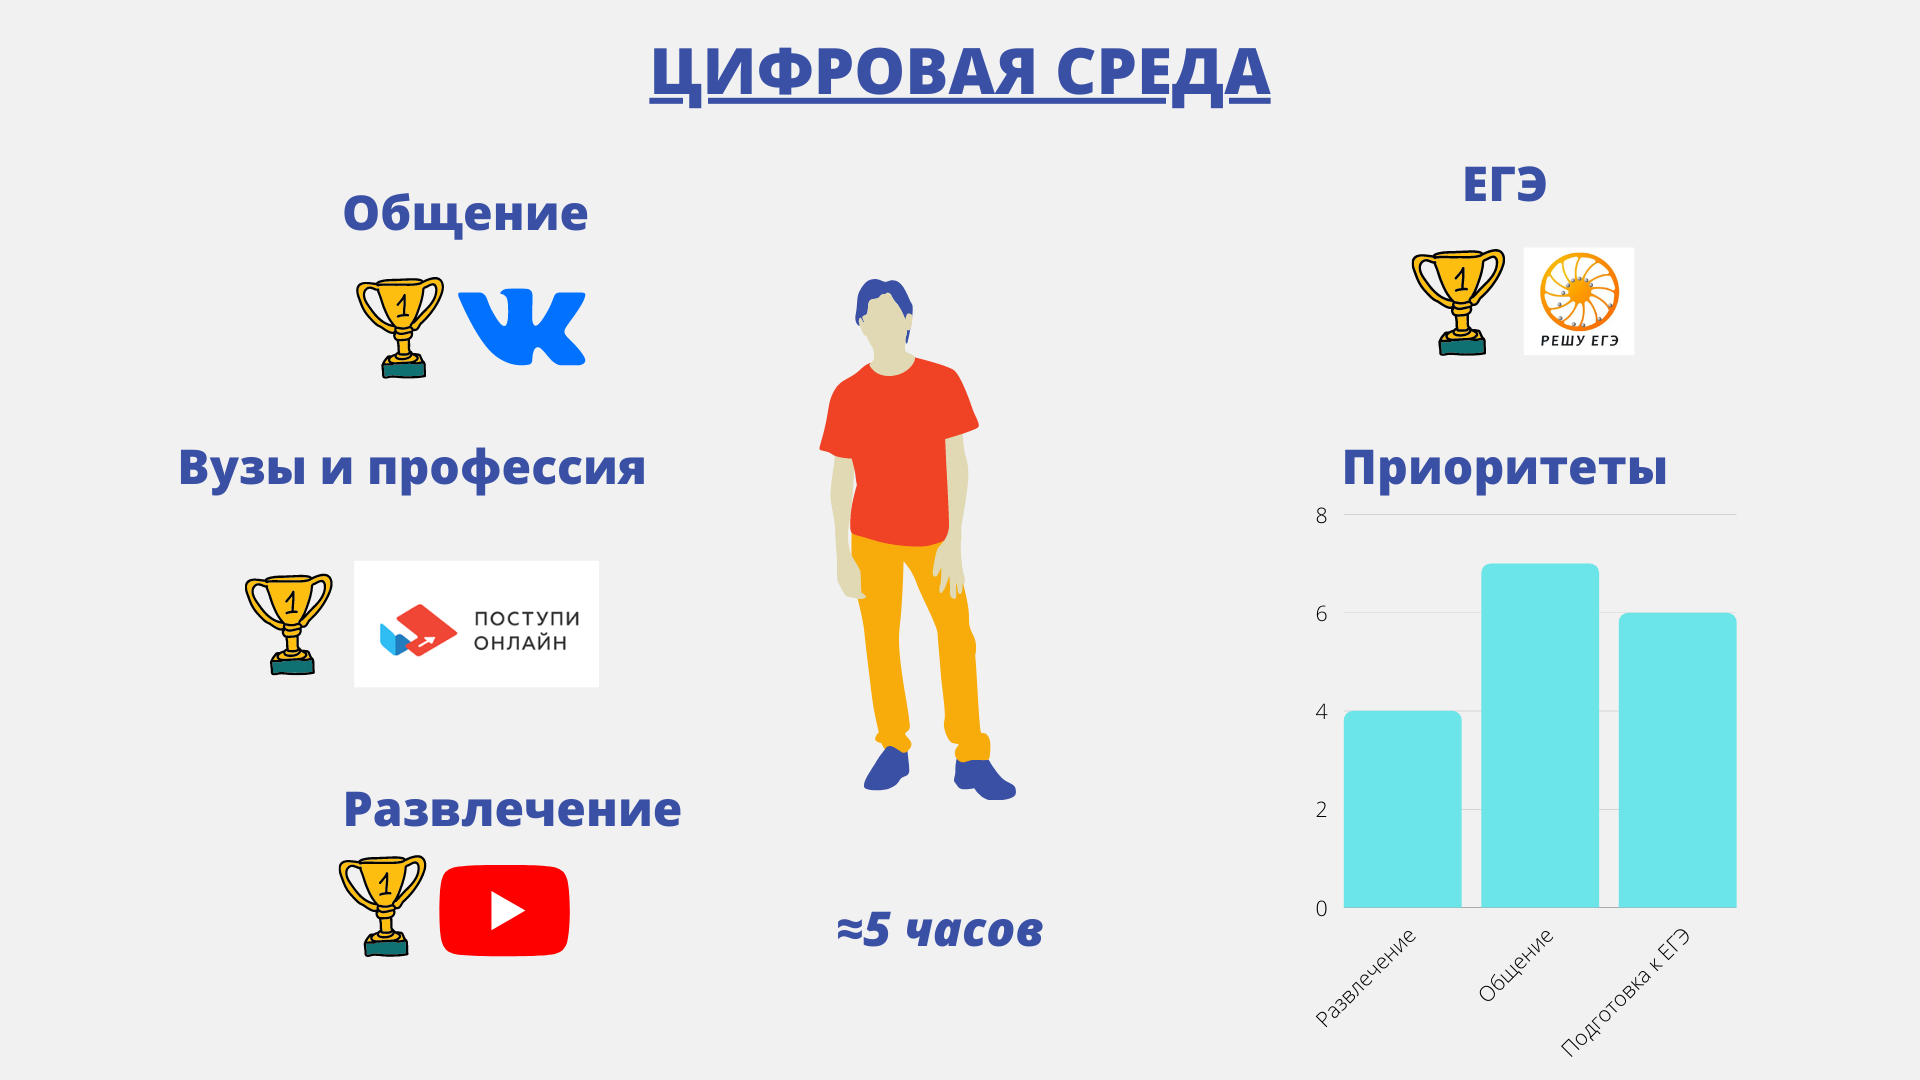 ЦИФРОВАЯ СРЕДА
Общение
1
Вузы и профессия
1
ПОСТУПИ
ОНЛАЙН
Развлечение
1
≈5 часов
ЕГЭ
1
РЕШУ ЕГЭ
Приоритеты
8
6
4
2
0
Развлечение
Общение
Подготовка к ЕГЭ